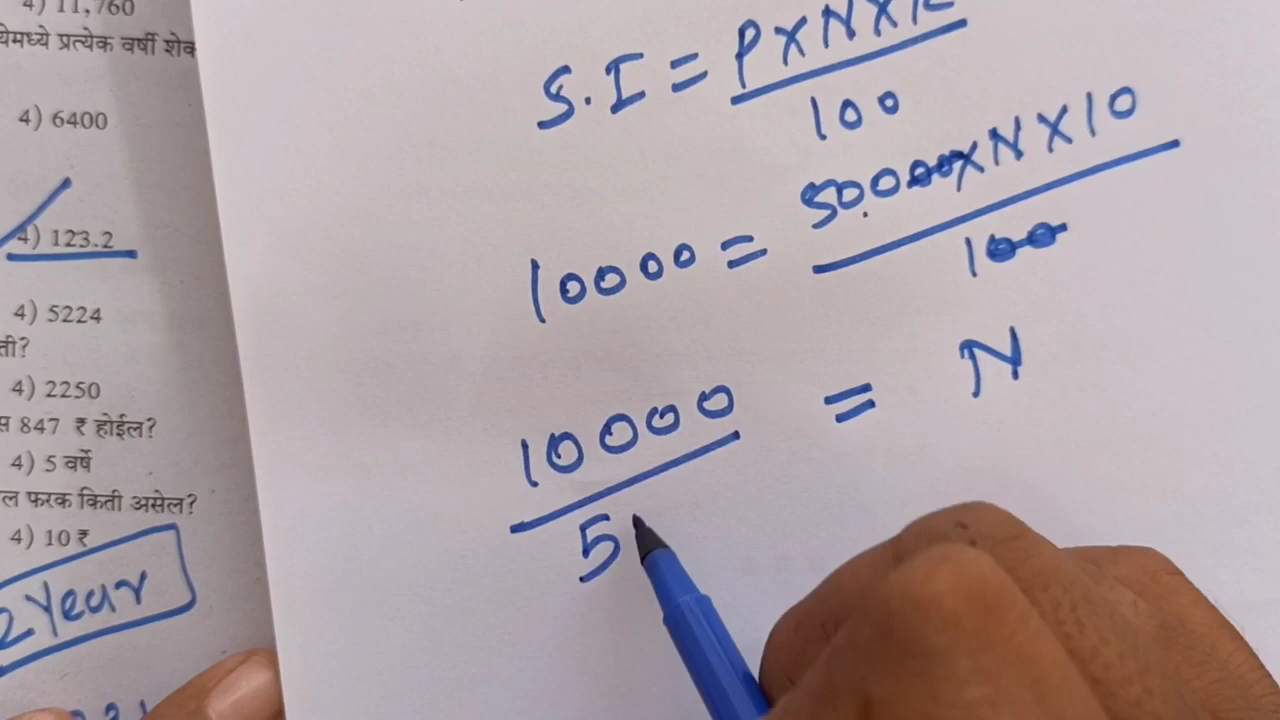 4) 11,760
येमध्ये प्रत्येक वर्षी शेक
4) 6400
4) 123.2
4) 5224
ती?
4) 2250
847 ₹ होईल?
4) 5 वर्षे
ल फरक किती असेल?
4) 10 ₹
2 Year
S.I = P X N X R
100
10000 = 50000 X N X 10
100
10000 = N
5